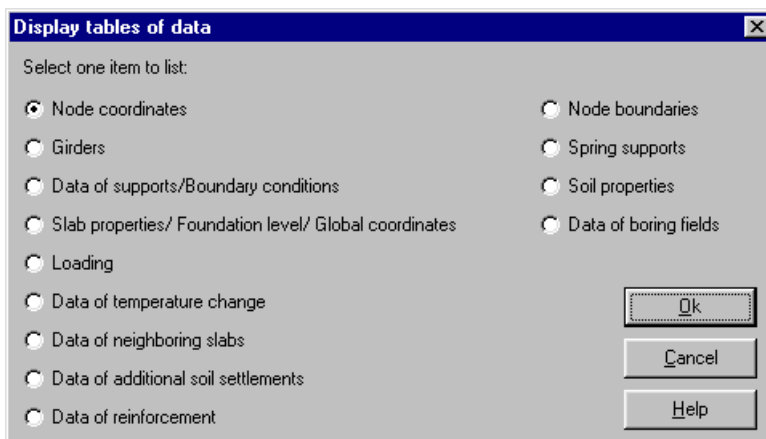 Display tables of data
Select one item to list:
Node coordinates
Girders
Data of supports/Boundary conditions
Slab properties/ Foundation level/ Global coordinates
Loading
Data of temperature change
Data of neighboring slabs
Data of additional soil settlements
Data of reinforcement
Node boundaries
Spring supports
Soil properties
Data of boring fields
Ok
Cancel
Help